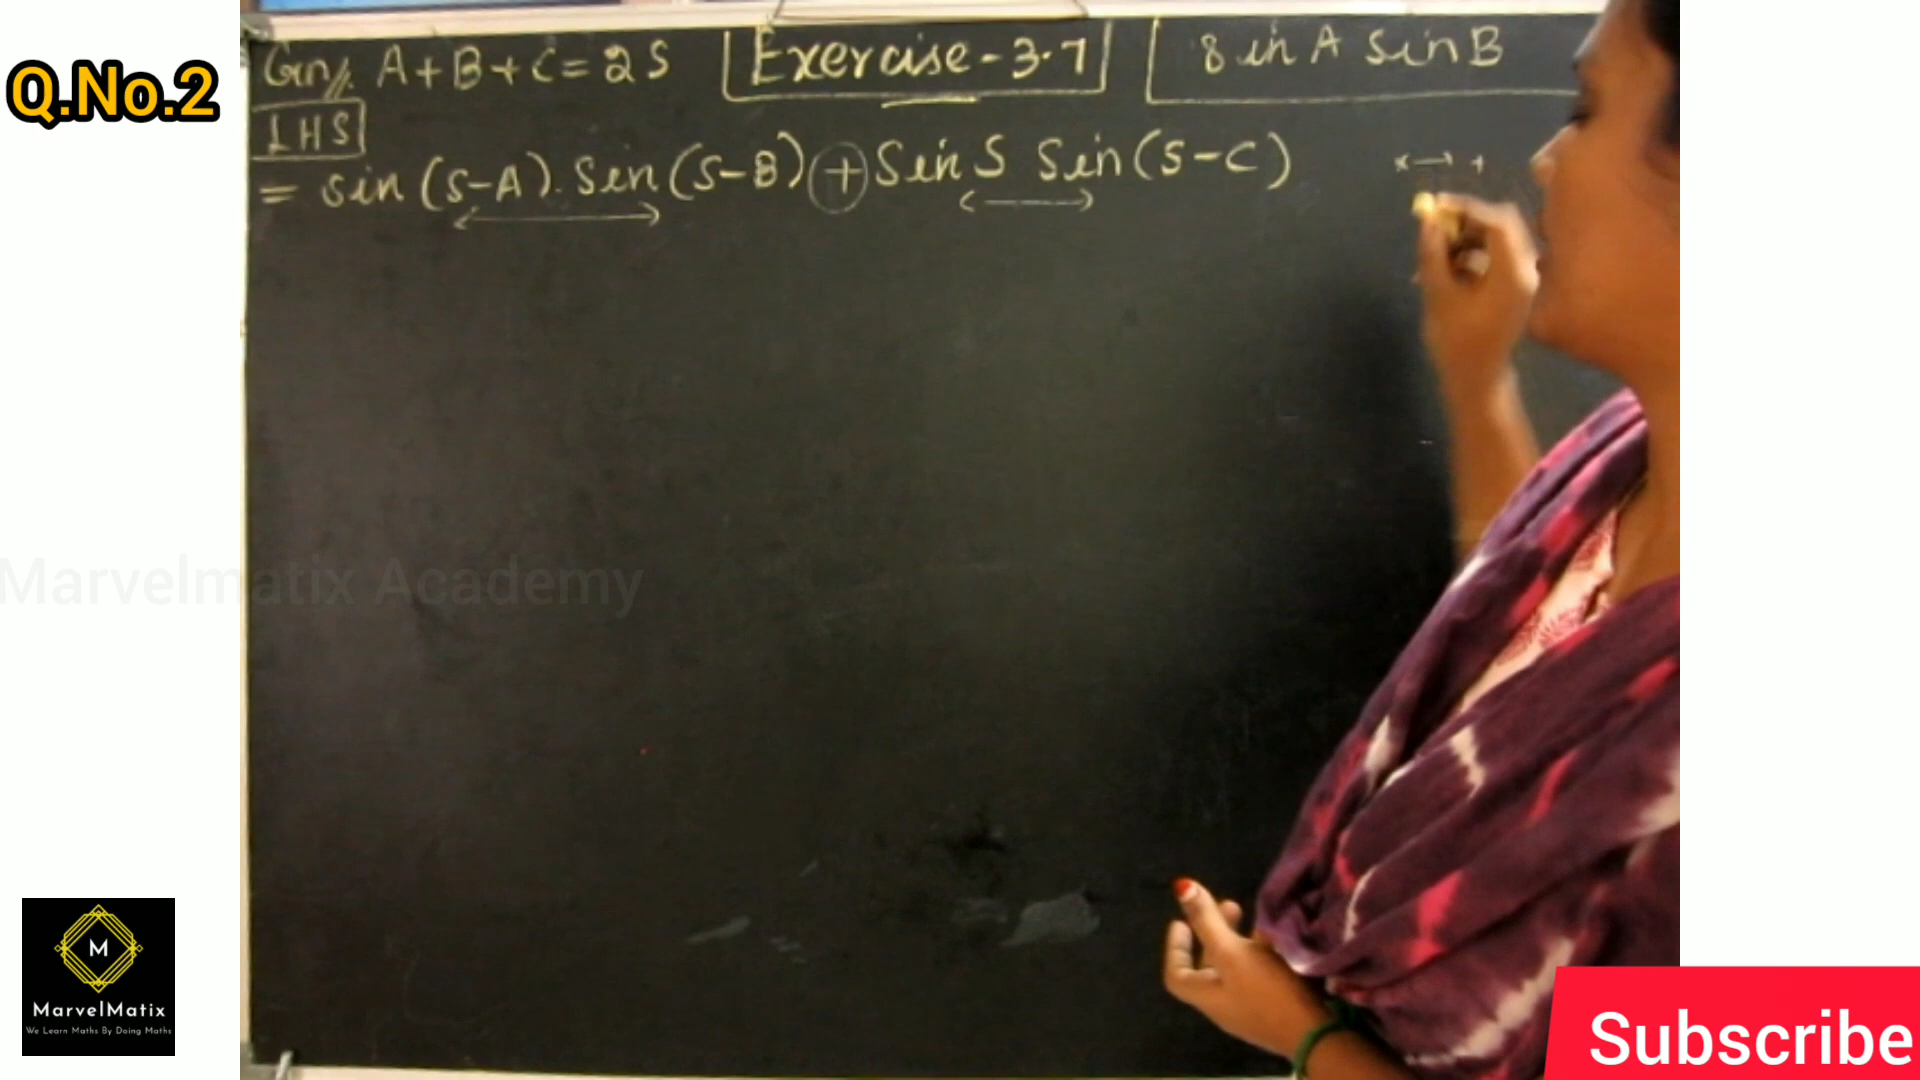 Q.No.2
Gn//. A+B+C=2S
Exercise-3.7
Sin A Sin B
LHS
= sin (S-A). Sin (S-B) + Sin S Sin (S-C)
x → +
Marvelmatix Academy
M
MarvelMatix
We Learn Maths By Doing Maths
Subscribe